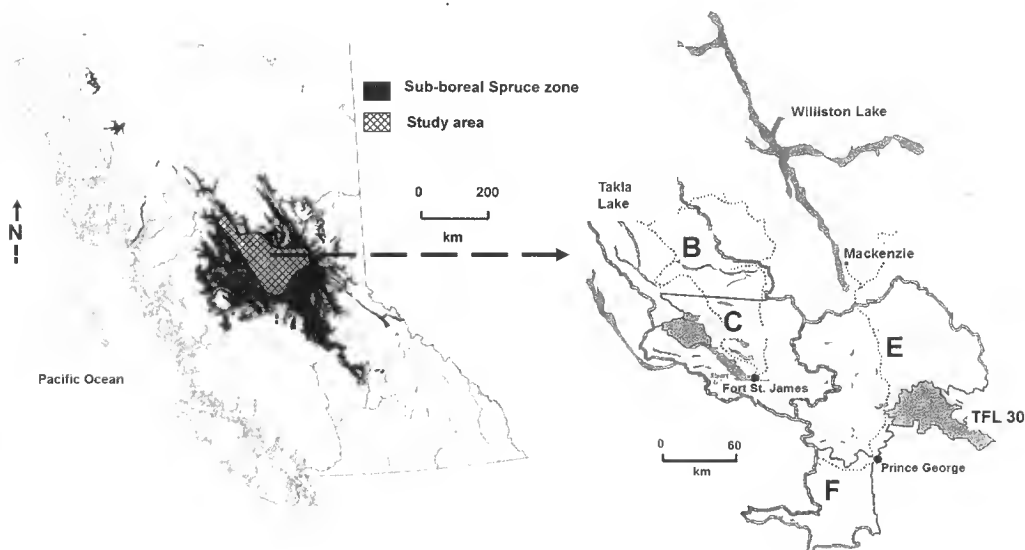 Sub-boreal Spruce zone
Study area
0 200
km
N
Pacific Ocean
Williston Lake
Takla
Lake
B
Mackenzie
C
E
Fort St. James
TFL 30
0 60
km
Prince George
F